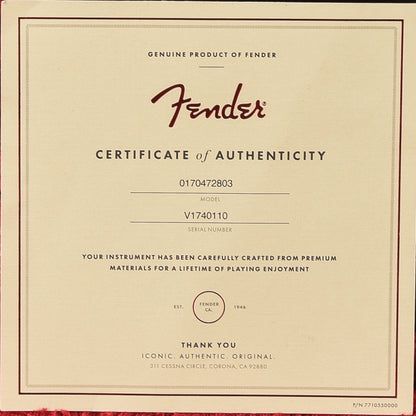 GENUINE PRODUCT OF FENDER
Fender®
CERTIFICATE of AUTHENTICITY
0170472803
MODEL
V1740110
SERIAL NUMBER
YOUR INSTRUMENT HAS BEEN CAREFULLY CRAFTED FROM PREMIUM
MATERIALS FOR A LIFETIME OF PLAYING ENJOYMENT
EST. FENDER CA. 1946
THANK YOU
ICONIC. AUTHENTIC. ORIGINAL.
311 CESSNA CIRCLE, CORONA, CA 92880
P/N 7710550000